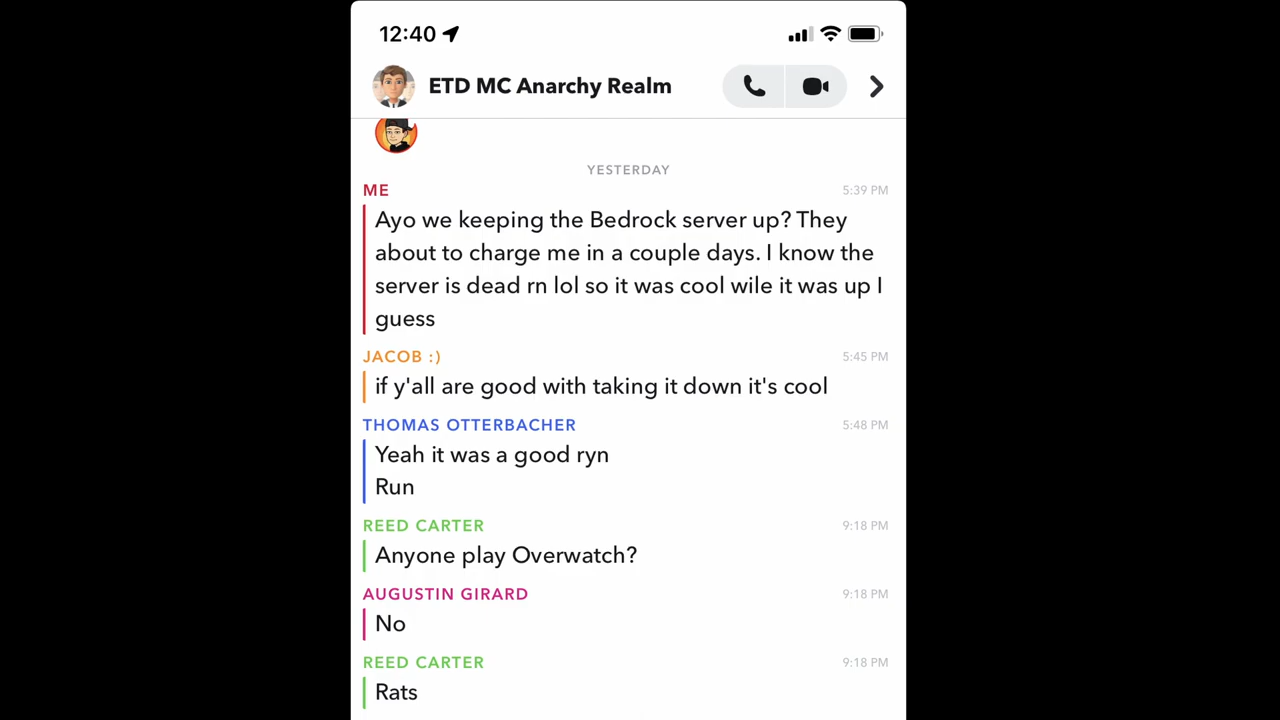 12:40
ETD MC Anarchy Realm
YESTERDAY
ME 5:39 PM
Ayo we keeping the Bedrock server up? They
about to charge me in a couple days. I know the
server is dead rn lol so it was cool wile it was up I
guess
JACOB :) 5:45 PM
if y'all are good with taking it down it's cool
THOMAS OTTERBACHER 5:48 PM
Yeah it was a good ryn
Run
REED CARTER 9:18 PM
Anyone play Overwatch?
AUGUSTIN GIRARD 9:18 PM
No
REED CARTER 9:18 PM
Rats